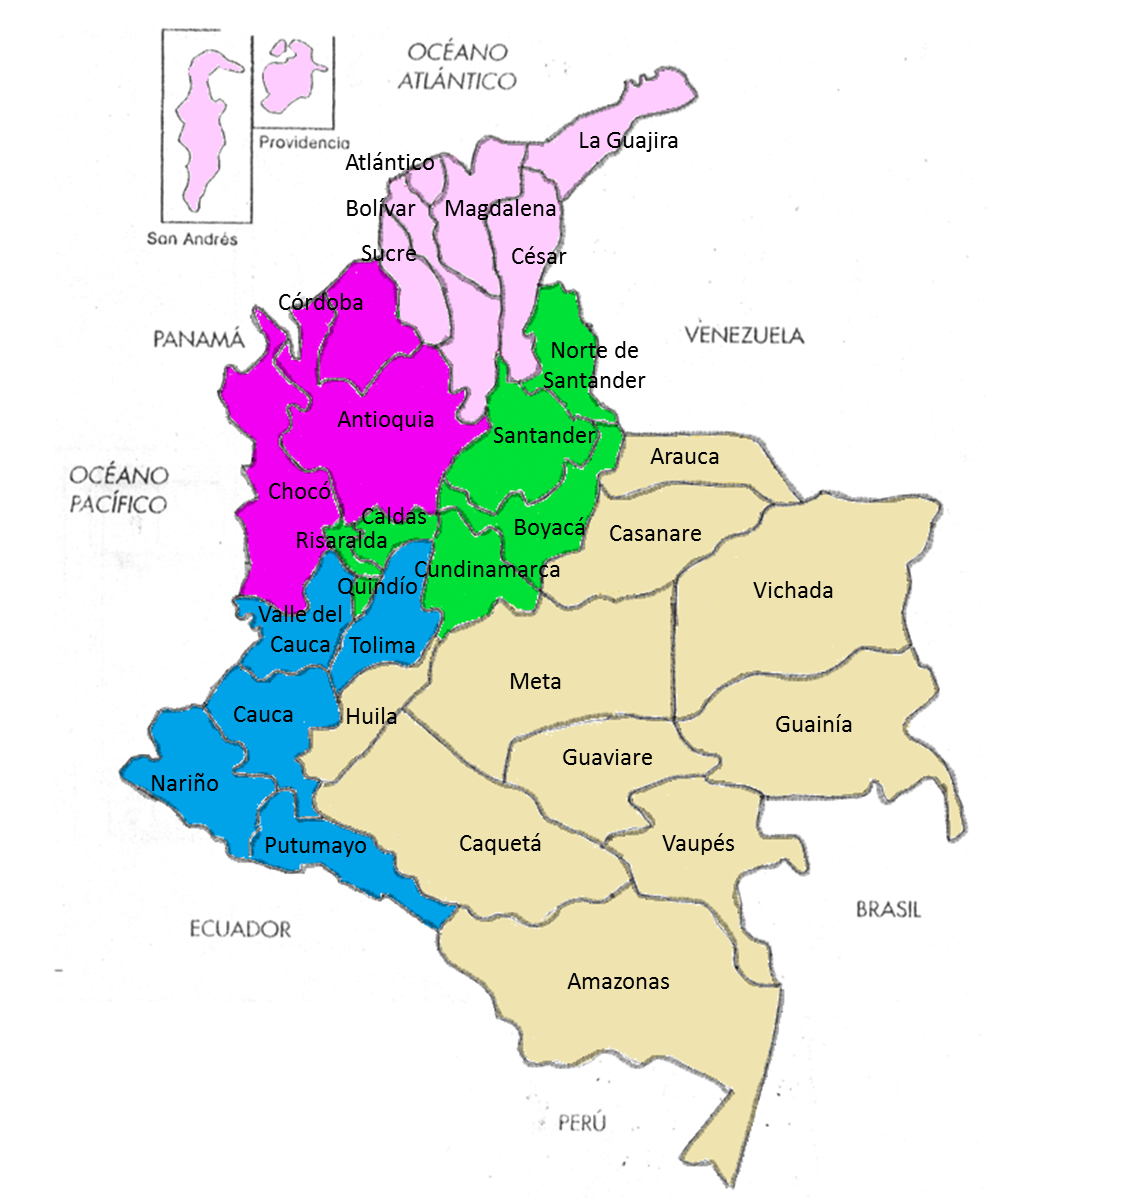 OCÉANO
ATLÁNTICO
Providencia
La Guajira
Atlántico
Bolívar
Magdalena
San Andrés
Sucre
César
Córdoba
PANAMÁ
VENEZUELA
Norte de
Santander
Antioquia
Santander
Arauca
OCÉANO
PACÍFICO
Chocó
Caldas
Boyacá
Casanare
Risaralda
Cundinamarca
Quindío
Vichada
Valle del
Cauca
Tolima
Meta
Cauca
Huila
Guainía
Guaviare
Nariño
Putumayo
Caquetá
Vaupés
BRASIL
ECUADOR
Amazonas
PERÚ